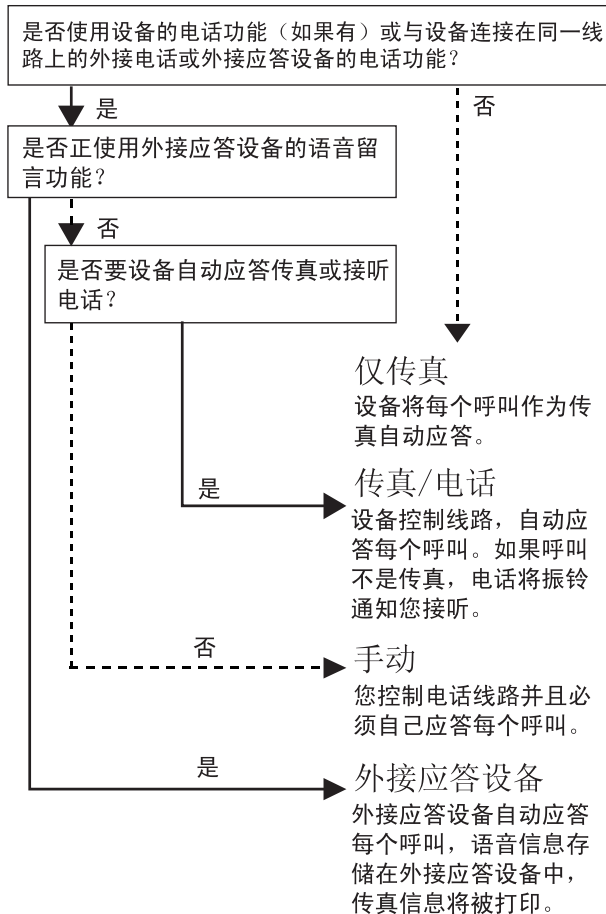 是否使用设备的电话功能（如果有）或与设备连接在同一线
路上的外接电话或外接应答设备的电话功能？
是
否
是否正使用外接应答设备的语音留
言功能？
否
是否要设备自动应答传真或接听
电话？
仅传真
设备将每个呼叫作为传
真自动应答。
是
传真/电话
设备控制线路，自动应
答每个呼叫。如果呼叫
不是传真，电话将振铃
通知您接听。
否
手动
您控制电话线路并且必
须自己应答每个呼叫。
是
外接应答设备
外接应答设备自动应答
每个呼叫，语音信息存
储在外接应答设备中，
传真信息将被打印。